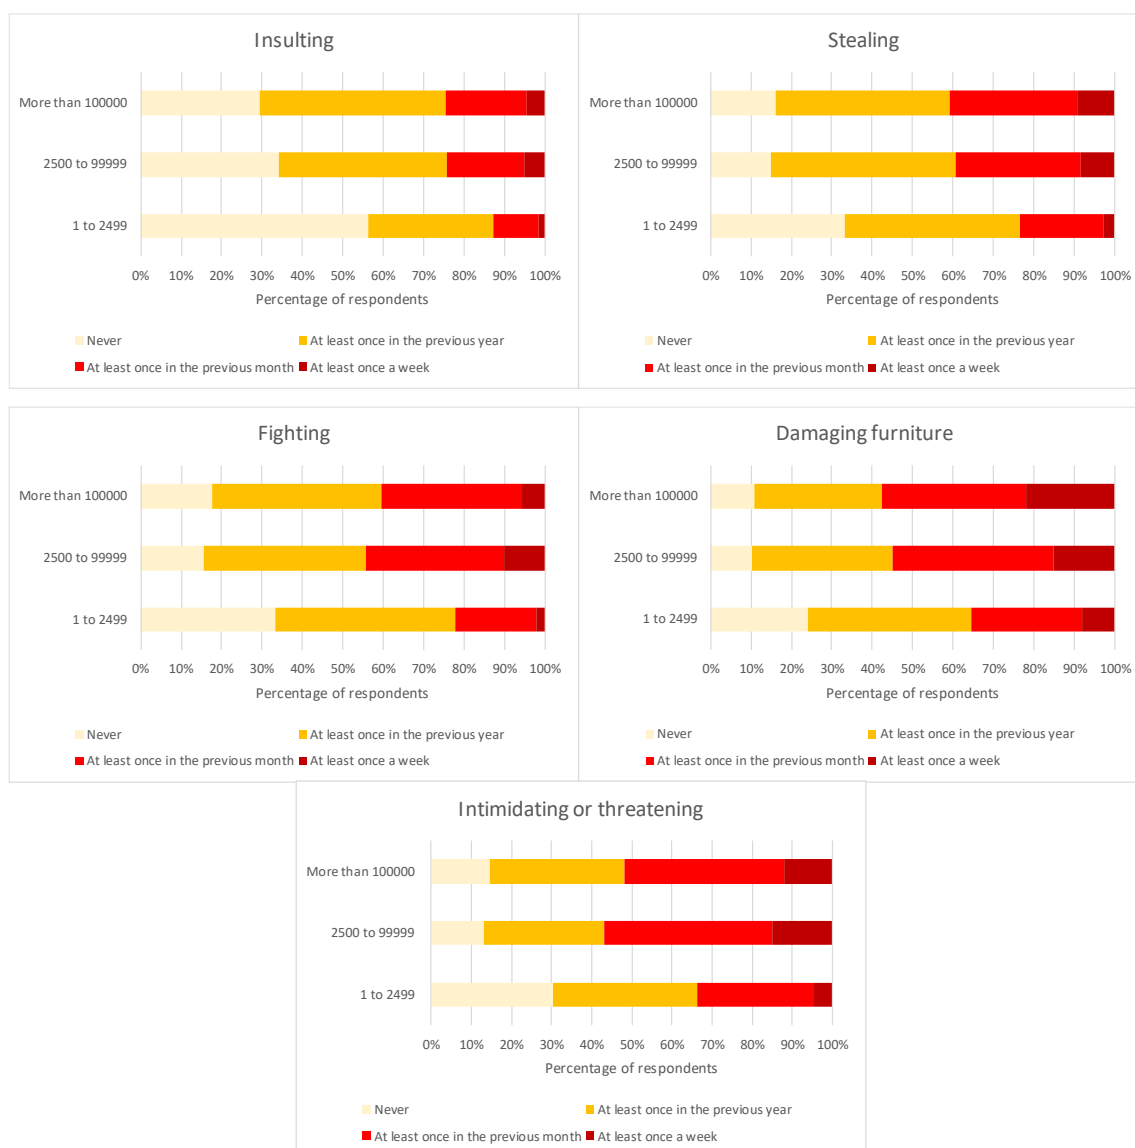 Insulting
More than 100000
2500 to 99999
1 to 2499
0% 10% 20% 30% 40% 50% 60% 70% 80% 90% 100%
Percentage of respondents
Never At least once in the previous year
At least once in the previous month At least once a week
Stealing
More than 100000
2500 to 99999
1 to 2499
0% 10% 20% 30% 40% 50% 60% 70% 80% 90% 100%
Percentage of respondents
Never At least once in the previous year
At least once in the previous month At least once a week
Fighting
More than 100000
2500 to 99999
1 to 2499
0% 10% 20% 30% 40% 50% 60% 70% 80% 90% 100%
Percentage of respondents
Never At least once in the previous year
At least once in the previous month At least once a week
Damaging furniture
More than 100000
2500 to 99999
1 to 2499
0% 10% 20% 30% 40% 50% 60% 70% 80% 90% 100%
Percentage of respondents
Never At least once in the previous year
At least once in the previous month At least once a week
Intimidating or threatening
More than 100000
2500 to 99999
1 to 2499
0% 10% 20% 30% 40% 50% 60% 70% 80% 90% 100%
Percentage of respondents
Never At least once in the previous year
At least once in the previous month At least once a week